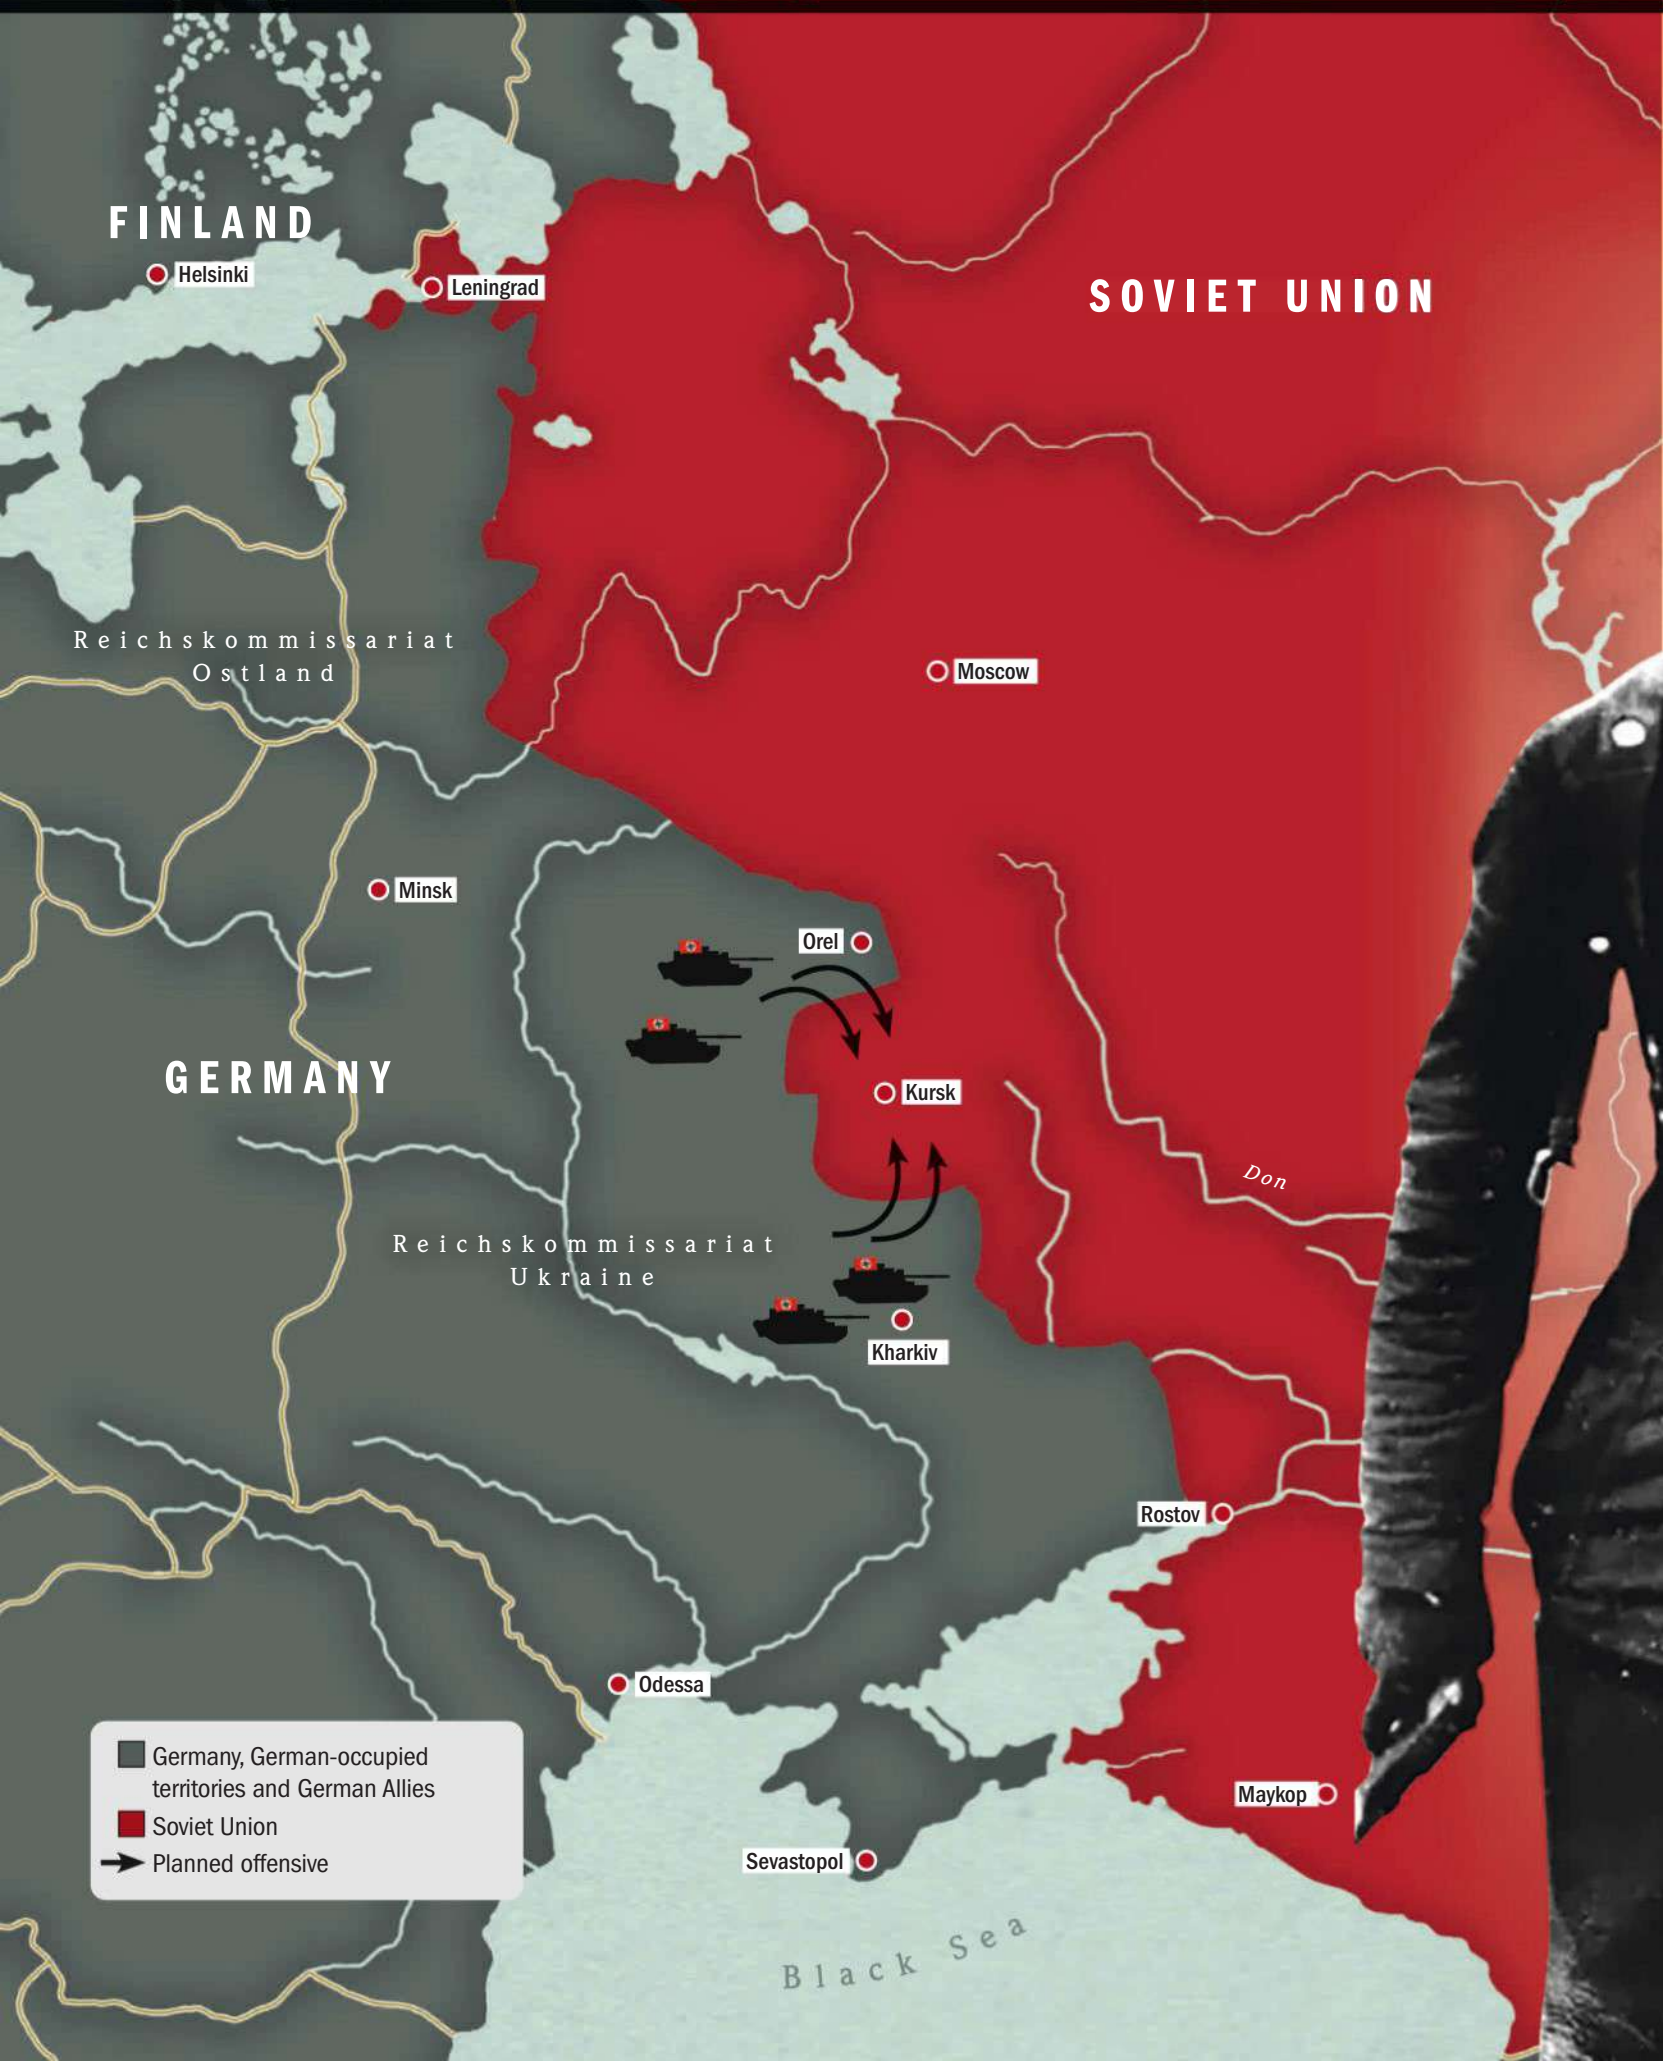 FINLAND
Helsinki
Leningrad
SOVIET UNION
Reichskommissariat
Ostland
Moscow
Minsk
Orel
GERMANY
Kursk
Don
Reichskommissariat
Ukraine
Kharkiv
Rostov
Odessa
Germany, German-occupied
territories and German Allies
Soviet Union
Planned offensive
Maykop
Sevastopol
Black Sea